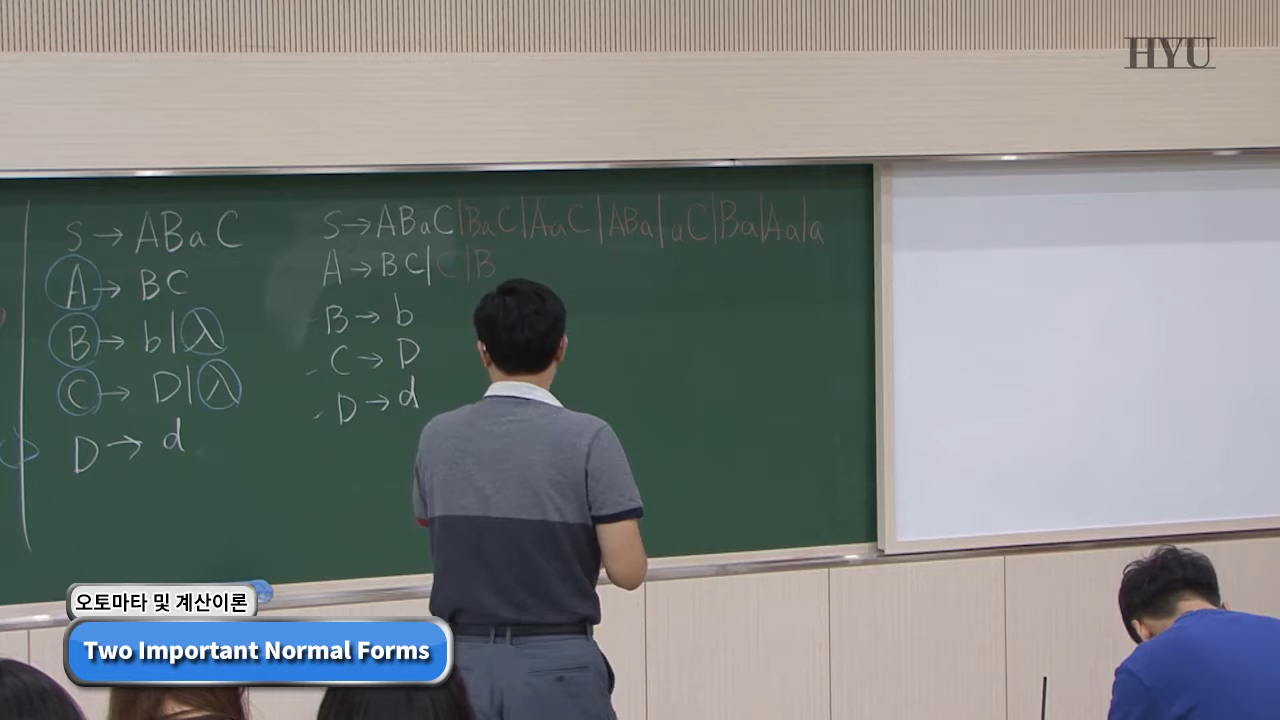 HYU
S → ABaC
A → BC
B → b|λ
C → D|λ
D → d
S → ABaC|BaC|AaC|ABa|aC|Ba|Aa|a
A → BC|C|B
B → b
C → D
D → d
오토마타 및 계산이론
Two Important Normal Forms